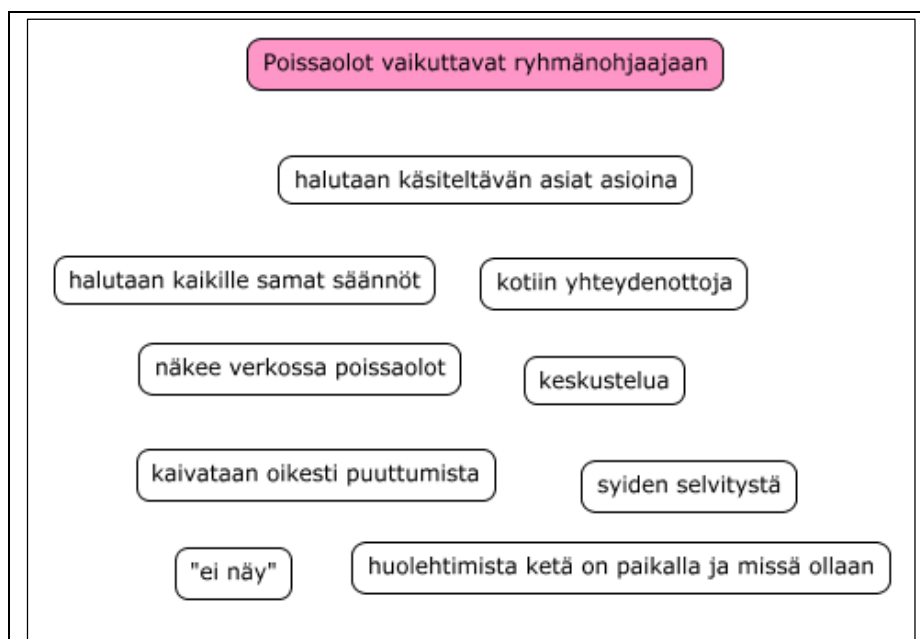 Poissaolot vaikuttavat ryhmänohjaajaan
halutaan käsiteltävän asiat asioina
halutaan kaikille samat säännöt
kotiin yhteydenottoja
näkee verkossa poissaolot
keskustelua
kaivataan oikesti puuttumista
syiden selvitystä
"ei näy"
huolehtimista ketä on paikalla ja missä ollaan